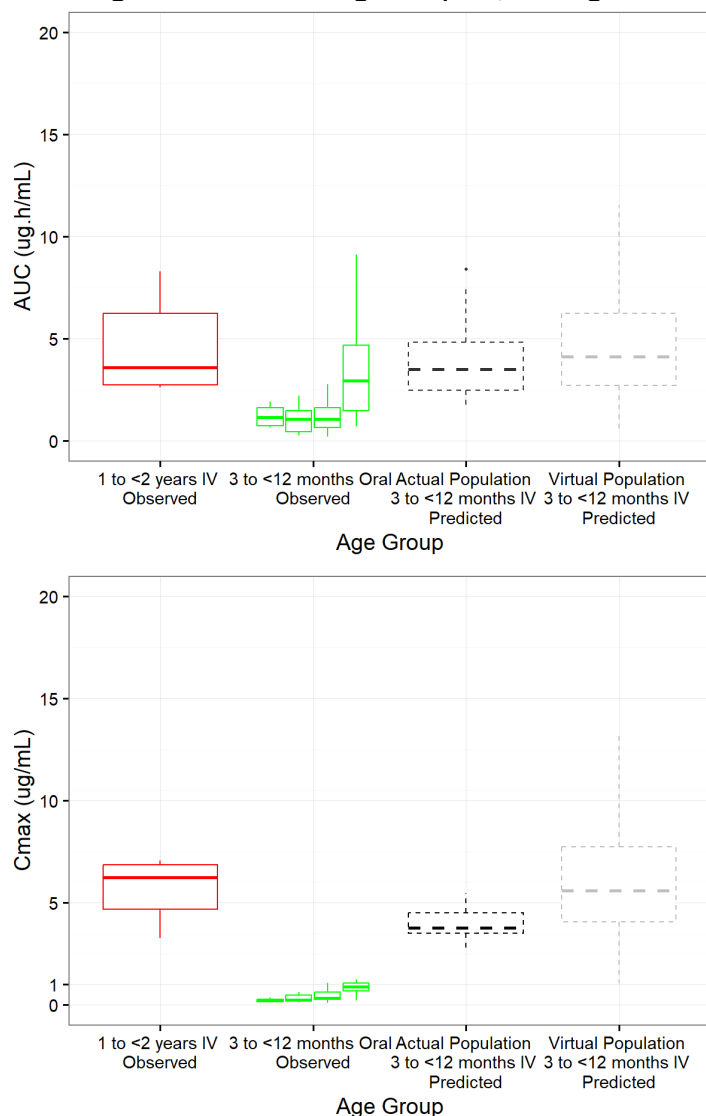 20
15
10
5
0
AUC (ug.h/mL)
1 to <2 years IV
Observed
3 to <12 months Oral
Observed
Actual Population
3 to <12 months IV
Predicted
Virtual Population
3 to <12 months IV
Predicted
Age Group
20
15
10
5
1
0
Cmax (ug/mL)
1 to <2 years IV
Observed
3 to <12 months Oral
Observed
Actual Population
3 to <12 months IV
Predicted
Virtual Population
3 to <12 months IV
Predicted
Age Group